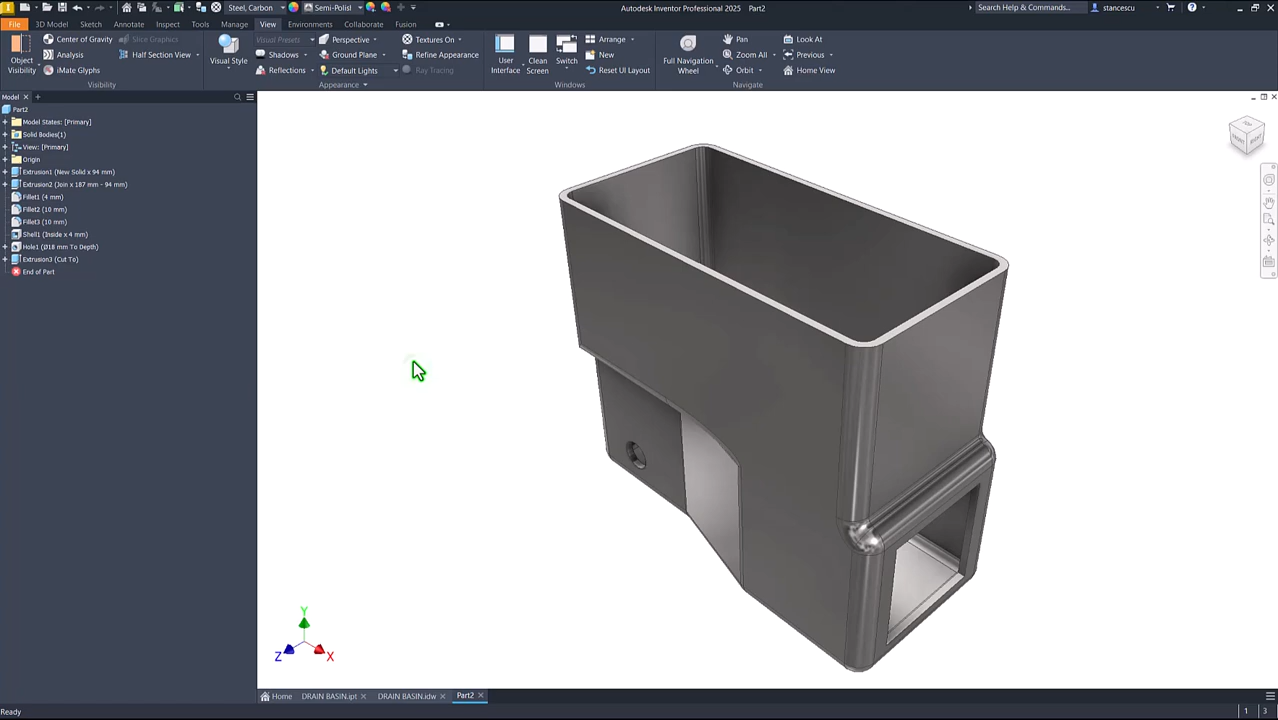 Steel, Carbon
Semi-Polisl
Autodesk Inventor Professional 2025 Part2
Search Help & Commands...
stancescu
File 3D Model Sketch Annotate Inspect Tools Manage View Environments Collaborate Fusion
Object Visibility
Center of Gravity
Slice Graphics
Analysis
Half Section View
iMate Glyphs
Visibility
Visual Style
Visual Presets
Perspective
Textures On
Shadows
Ground Plane
Refine Appearance
Reflections
Default Lights
Ray Tracing
Appearance
User Interface
Clean Screen
Switch
Arrange
New
Reset UI Layout
Windows
Full Navigation Wheel
Pan
Look At
Zoom All
Previous
Orbit
Home View
Navigate
Model
Part2
Model States: [Primary]
Solid Bodies(1)
View: [Primary]
Origin
Extrusion1 (New Solid x 94 mm)
Extrusion2 (Join x 187 mm - 94 mm)
Fillet1 (4 mm)
Fillet2 (10 mm)
Fillet3 (10 mm)
Shell1 (Inside x 4 mm)
Hole1 (Ø18 mm To Depth)
Extrusion3 (Cut To)
End of Part
Y
Z
X
Home
DRAIN BASIN.ipt
DRAIN BASIN.idw
Part2
Ready
1
3